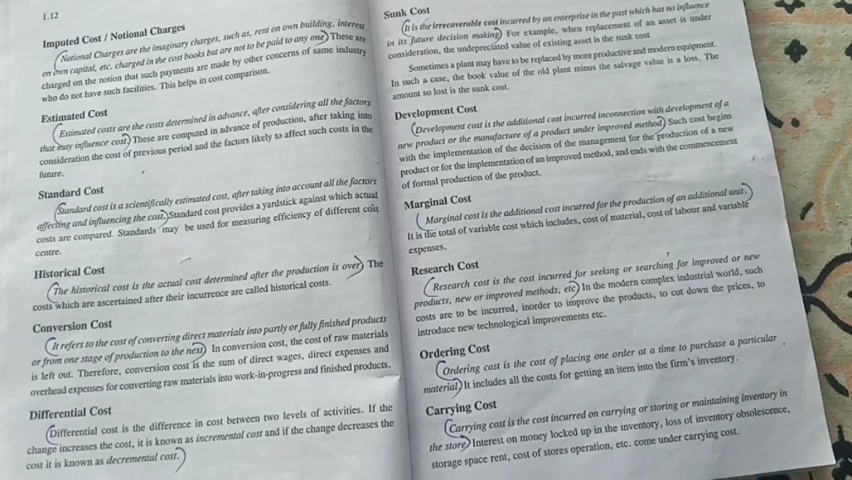 1.12
Imputed Cost / Notional Charges
Notional Charges are the imaginary charges, such as, rent on own building, interest
on own capital, etc. charged in the cost books but are not to be paid to any one. These are
charged on the notion that such payments are made by other concerns of same industry
who do not have such facilities. This helps in cost comparison.
Estimated Cost
Estimated costs are the costs determined in advance, after considering all the factors
that may influence cost. These are computed in advance of production, after taking into
consideration the cost of previous period and the factors likely to affect such costs in the
future.
Standard Cost
Standard cost is a scientifically estimated cost, after taking into account all the factors
affecting and influencing the cost. Standard cost provides a yardstick against which actual
costs are compared. Standards may be used for measuring efficiency of different cost
centre.
Historical Cost
The historical cost is the actual cost determined after the production is over. The
costs which are ascertained after their incurrence are called historical costs.
Conversion Cost
It refers to the cost of converting direct materials into partly or fully finished products
or from one stage of production to the next. In conversion cost, the cost of raw materials
is left out. Therefore, conversion cost is the sum of direct wages, direct expenses and
overhead expenses for converting raw materials into work-in-progress and finished products.
Differential Cost
Differential cost is the difference in cost between two levels of activities. If the
change increases the cost, it is known as incremental cost and if the change decreases the
cost it is known as decremental cost.
Sunk Cost
It is the irrecoverable cost incurred by an enterprise in the past which has no influence
in its future decision making. For example, when replacement of an asset is under
consideration, the undepreciated value of existing asset is the sunk cost.
Sometimes a plant may have to be replaced by more productive and modern equipment.
In such a case, the book value of the old plant minus the salvage value is a loss. The
amount so lost is the sunk cost.
Development Cost
Development cost is the additional cost incurred inconnection with development of a
new product or the manufacture of a product under improved method. Such cost begins
with the implementation of the decision of the management for the production of a new
product or for the implementation of an improved method, and ends with the commencement
of formal production of the product.
Marginal Cost
Marginal cost is the additional cost incurred for the production of an additional unit.
It is the total of variable cost which includes, cost of material, cost of labour and variable
expenses.
Research Cost
Research cost is the cost incurred for seeking or searching for improved or new
products, new or improved methods, etc. In the modern complex industrial world, such
costs are to be incurred, inorder to improve the products, to cut down the prices, to
introduce new technological improvements etc.
Ordering Cost
Ordering cost is the cost of placing one order at a time to purchase a particular
material. It includes all the costs for getting an item into the firm's inventory.
Carrying Cost
Carrying cost is the cost incurred on carrying or storing or maintaining inventory in
the store. Interest on money locked up in the inventory, loss of inventory obsolescence,
storage space rent, cost of stores operation, etc. come under carrying cost.